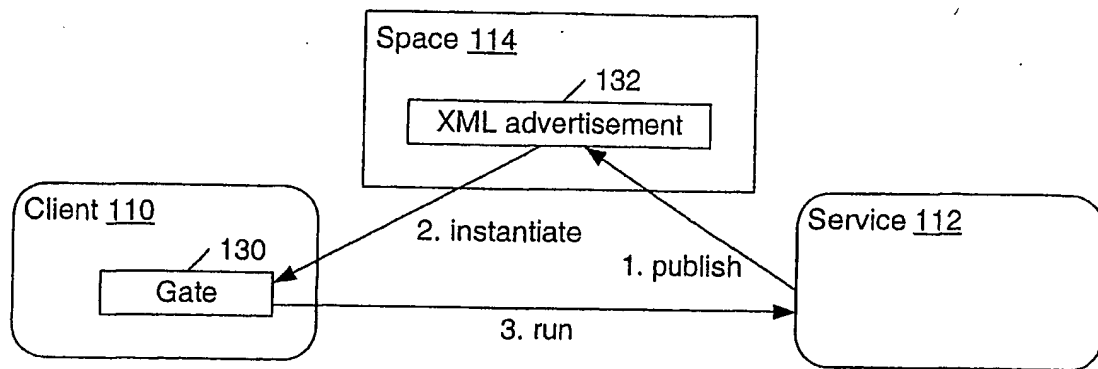 Space 114
132
XML advertisement
Client 110
2. instantiate
Service 112
130
1. publish
Gate
3. run